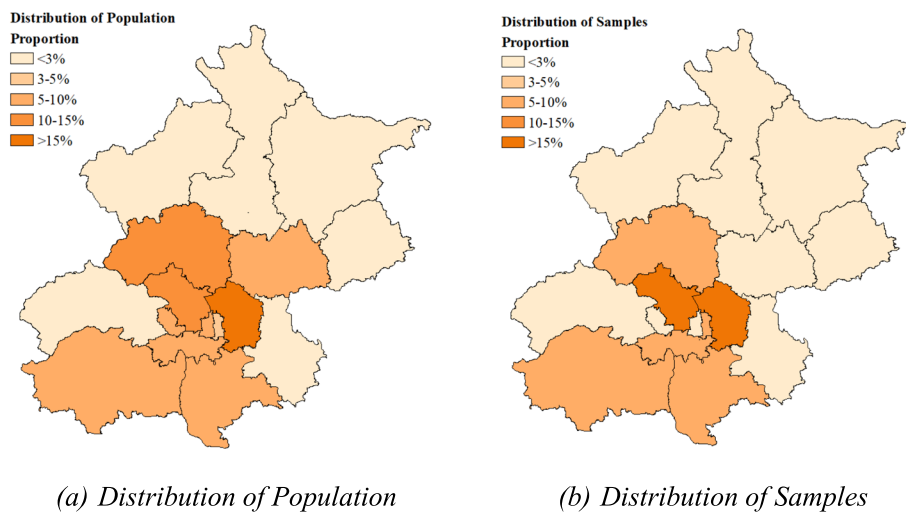 Distribution of Population
Proportion
<3%
3-5%
5-10%
10-15%
>15%
Distribution of Samples
Proportion
<3%
3-5%
5-10%
10-15%
>15%
(a) Distribution of Population
(b) Distribution of Samples